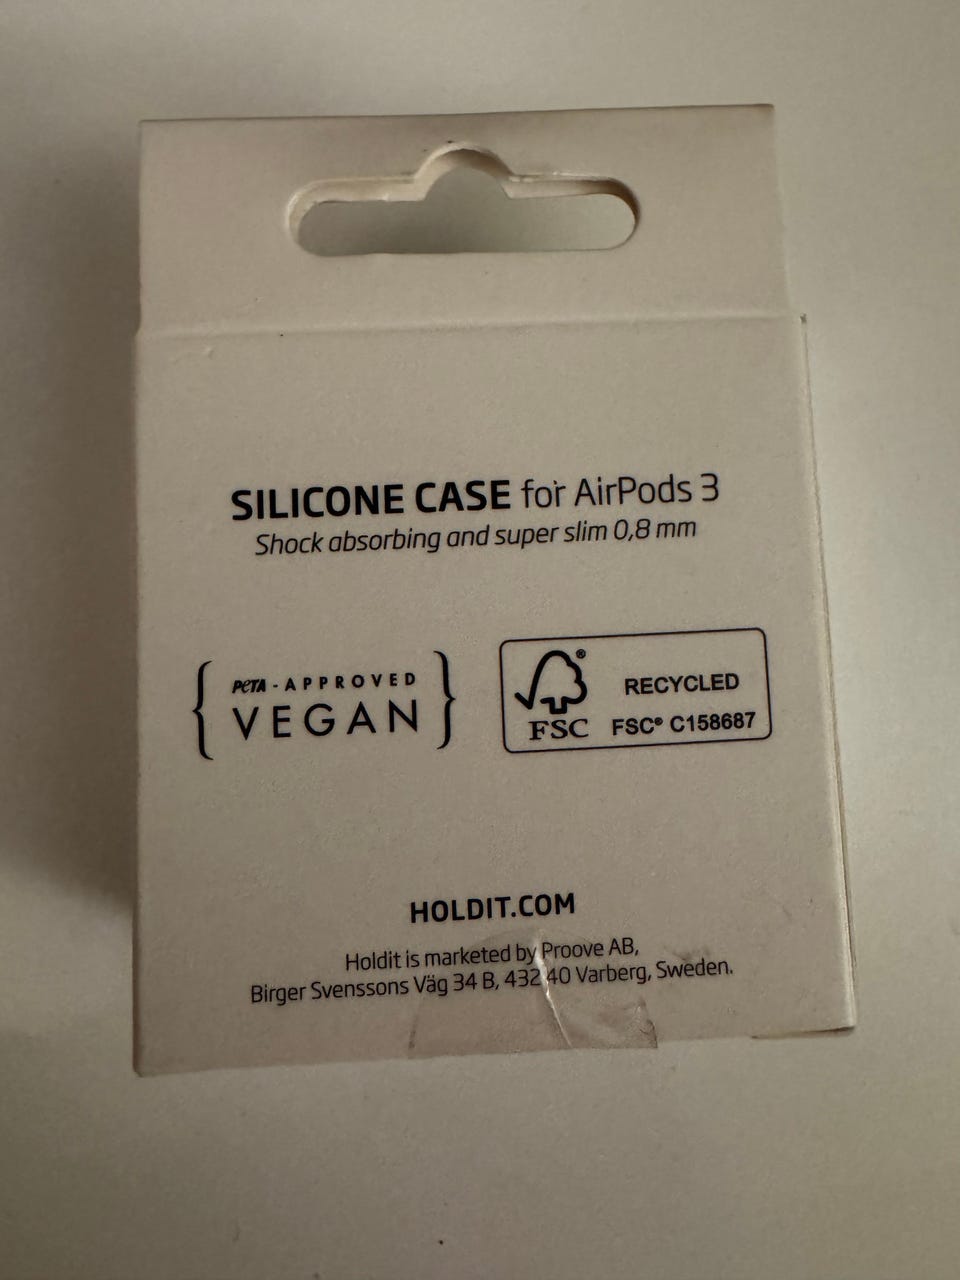 SILICONE CASE for AirPods 3
Shock absorbing and super slim 0,8 mm
{ PeTA - APPROVED
VEGAN }
FSC®
RECYCLED
FSC® C158687
HOLDIT.COM
Holdit is marketed by Proove AB,
Birger Svenssons Väg 34 B, 432 40 Varberg, Sweden.